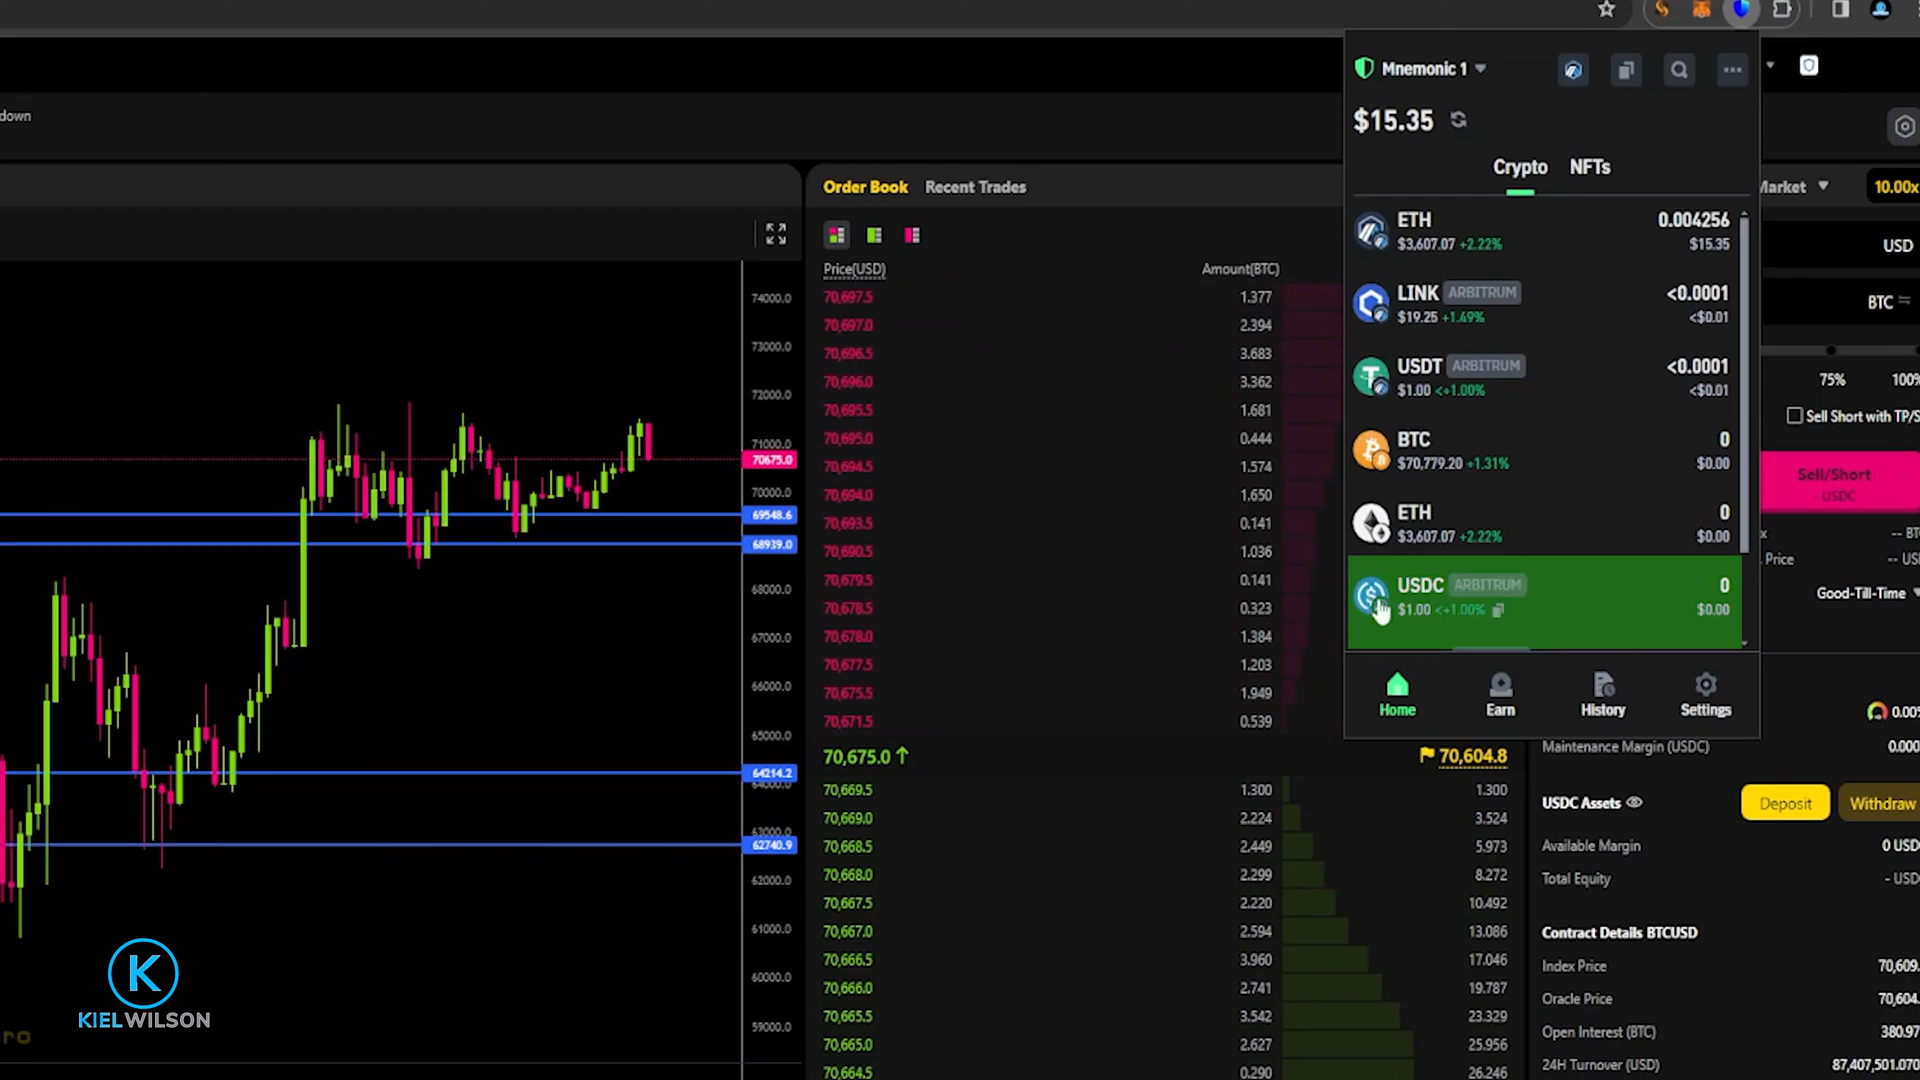 down
Mnemonic 1
$15.35
Crypto NFTs
ETH 0.004256
$3,607.07 +2.22% $15.35
LINK ARBITRUM <0.0001
$19.25 +1.49% <$0.01
USDT ARBITRUM <0.0001
$1.00 <+1.00% <$0.01
BTC 0
$70,779.20 +1.31% $0.00
ETH 0
$3,607.07 +2.22% $0.00
USDC ARBITRUM 0
$1.00 <+1.00% $0.00
Home Earn History Settings
Order Book Recent Trades
Price(USD) Amount(BTC)
70,697.5 1.377
70,697.0 2.394
70,696.5 3.683
70,696.0 3.362
70,695.5 1.681
70,695.0 0.444
70,694.5 1.574
70,694.0 1.650
70,693.5 0.141
70,690.5 1.036
70,679.5 0.141
70,678.5 0.323
70,678.0 1.384
70,677.5 1.203
70,675.5 1.949
70,671.5 0.539
70,675.0 70,604.8
70,669.5 1.300 1.300
70,669.0 2.224 3.524
70,668.5 2.449 5.973
70,668.0 2.299 8.272
70,667.5 2.220 10.492
70,667.0 2.594 13.086
70,666.5 3.960 17.046
70,666.0 2.741 19.787
70,665.5 3.542 23.329
70,665.0 2.627 25.956
70,664.5 0.290 26.246
74000.0
73000.0
72000.0
71000.0
70675.0
70000.0
69548.6
68939.0
68000.0
67000.0
66000.0
65000.0
64214.2
64000.0
63000.0
62740.9
62000.0
61000.0
60000.0
59000.0
Market 10.00x
USD
BTC
75% 100%
Sell Short with TP/S
Sell/Short
- USDC
x -- BT
Price -- US
Good-Till-Time
0.00%
Maintenance Margin (USDC) 0.000
USDC Assets Deposit Withdraw
Available Margin 0 USD
Total Equity - USD
Contract Details BTCUSD
Index Price 70,609.
Oracle Price 70,604.
Open Interest (BTC) 380.97
24H Turnover (USD) 87,407,501.070
K
KIELWILSON
ro